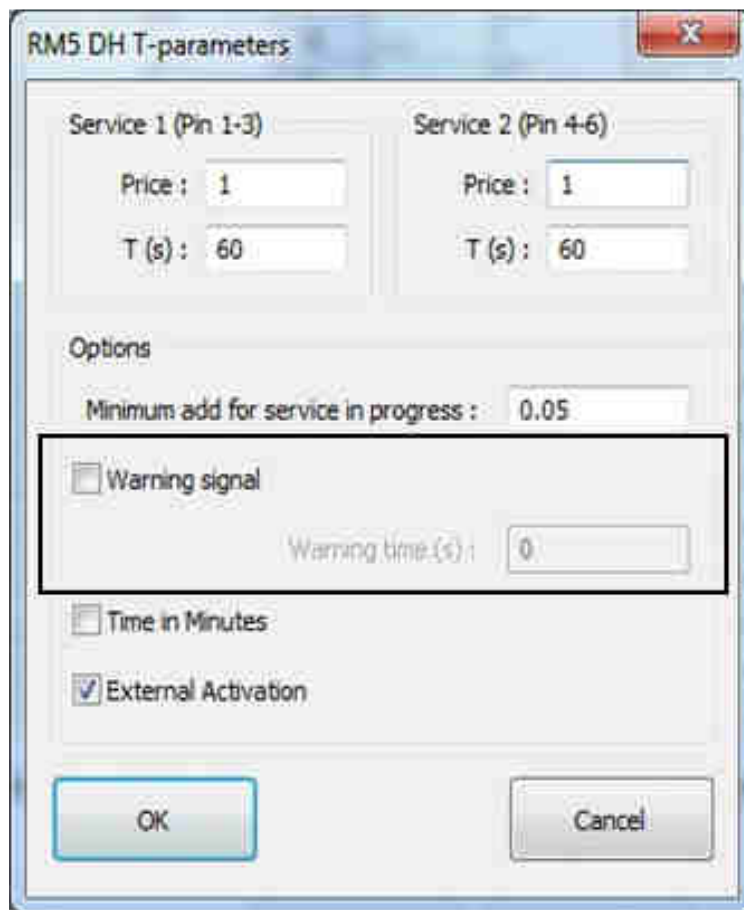 RM5 DH T-parameters
Service 1 (Pin 1-3)
Service 2 (Pin 4-6)
Price : 1
Price : 1
T (s) : 60
T (s) : 60
Options
Minimum add for service in progress : 0.05
Warning signal
Warning time (s) : 0
Time in Minutes
External Activation
OK
Cancel